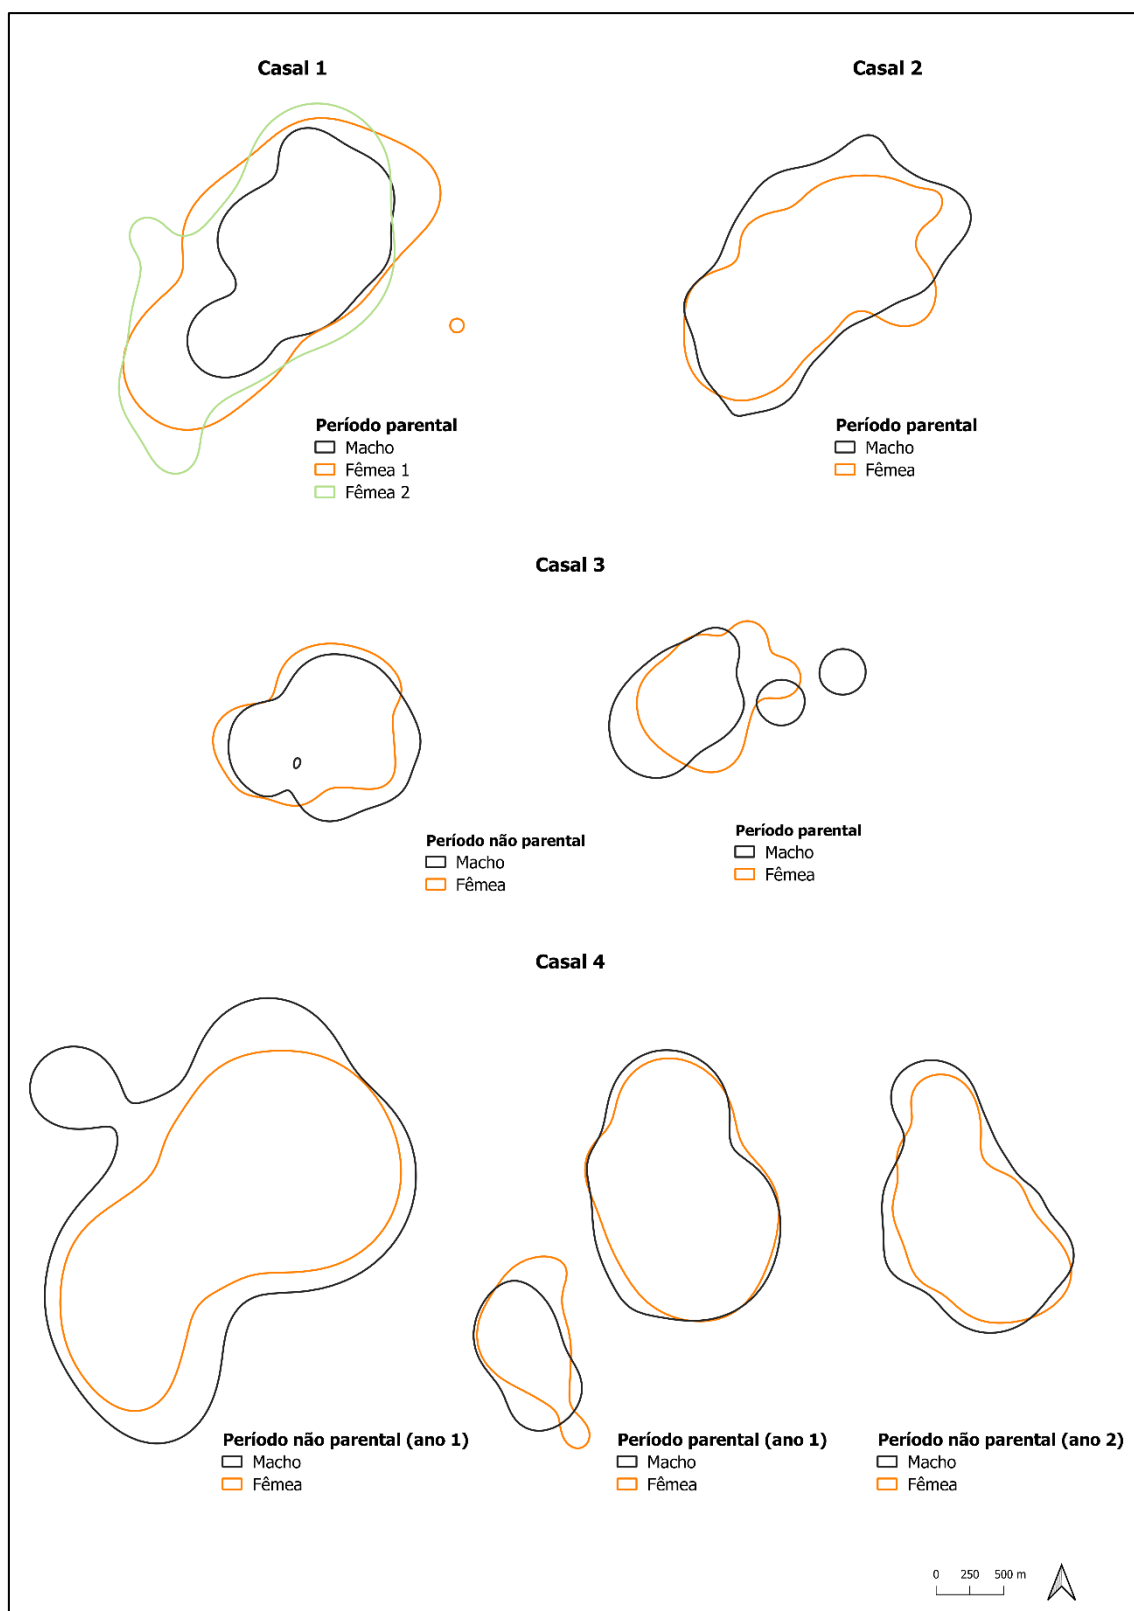 Casal 1
Casal 2
Período parental
Macho
Fêmea 1
Fêmea 2
Período parental
Macho
Fêmea
Casal 3
Período não parental
Macho
Fêmea
Período parental
Macho
Fêmea
Casal 4
Período não parental (ano 1)
Macho
Fêmea
Período parental (ano 1)
Macho
Fêmea
Período não parental (ano 2)
Macho
Fêmea
0 250 500 m